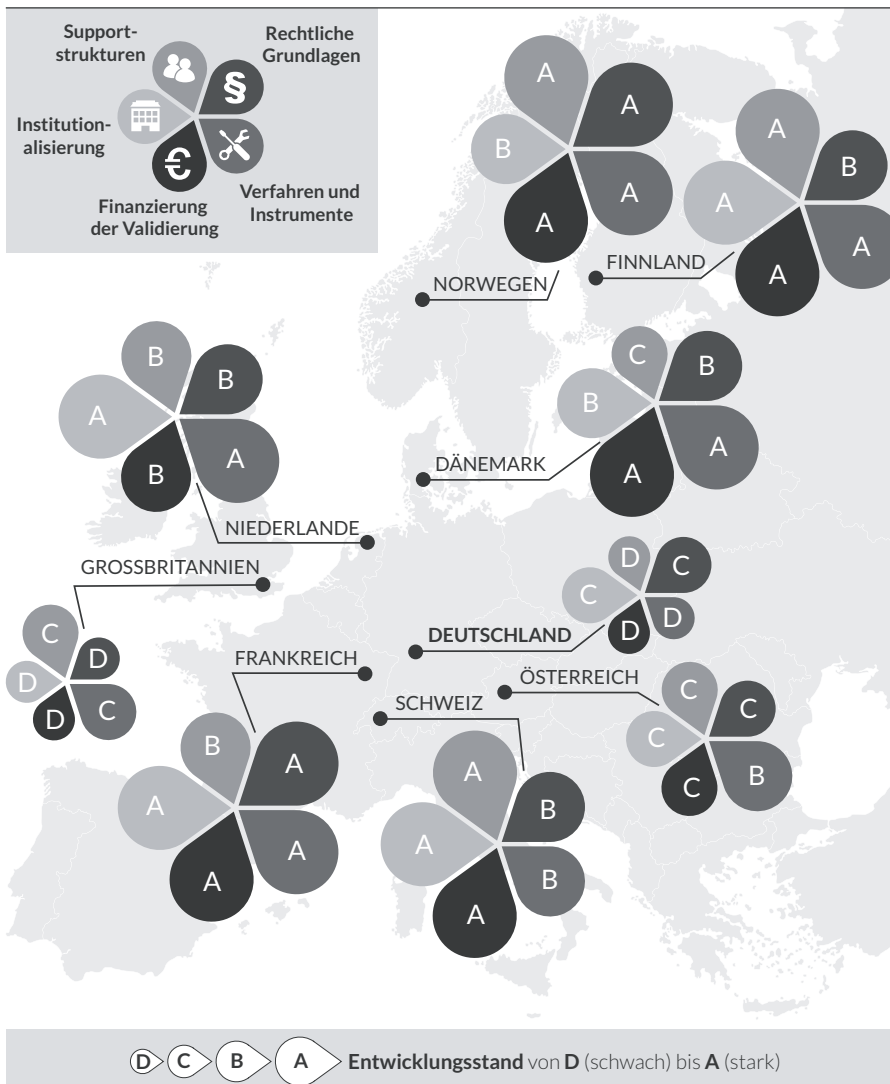 Support-
strukturen
Rechtliche
Grundlagen
§
Institution-
alisierung
€
Verfahren und
Instrumente
Finanzierung
der Validierung
A
A
B
A
A
NORWEGEN
A
B
A
A
A
FINNLAND
B
B
A
A
B
NIEDERLANDE
C
B
B
A
A
DÄNEMARK
GROSSBRITANNIEN
C
D
D
C
D
D
C
C
D
D
DEUTSCHLAND
FRANKREICH
B
A
A
A
A
SCHWEIZ
A
B
A
B
A
ÖSTERREICH
C
C
C
B
C
D C B A Entwicklungsstand von D (schwach) bis A (stark)